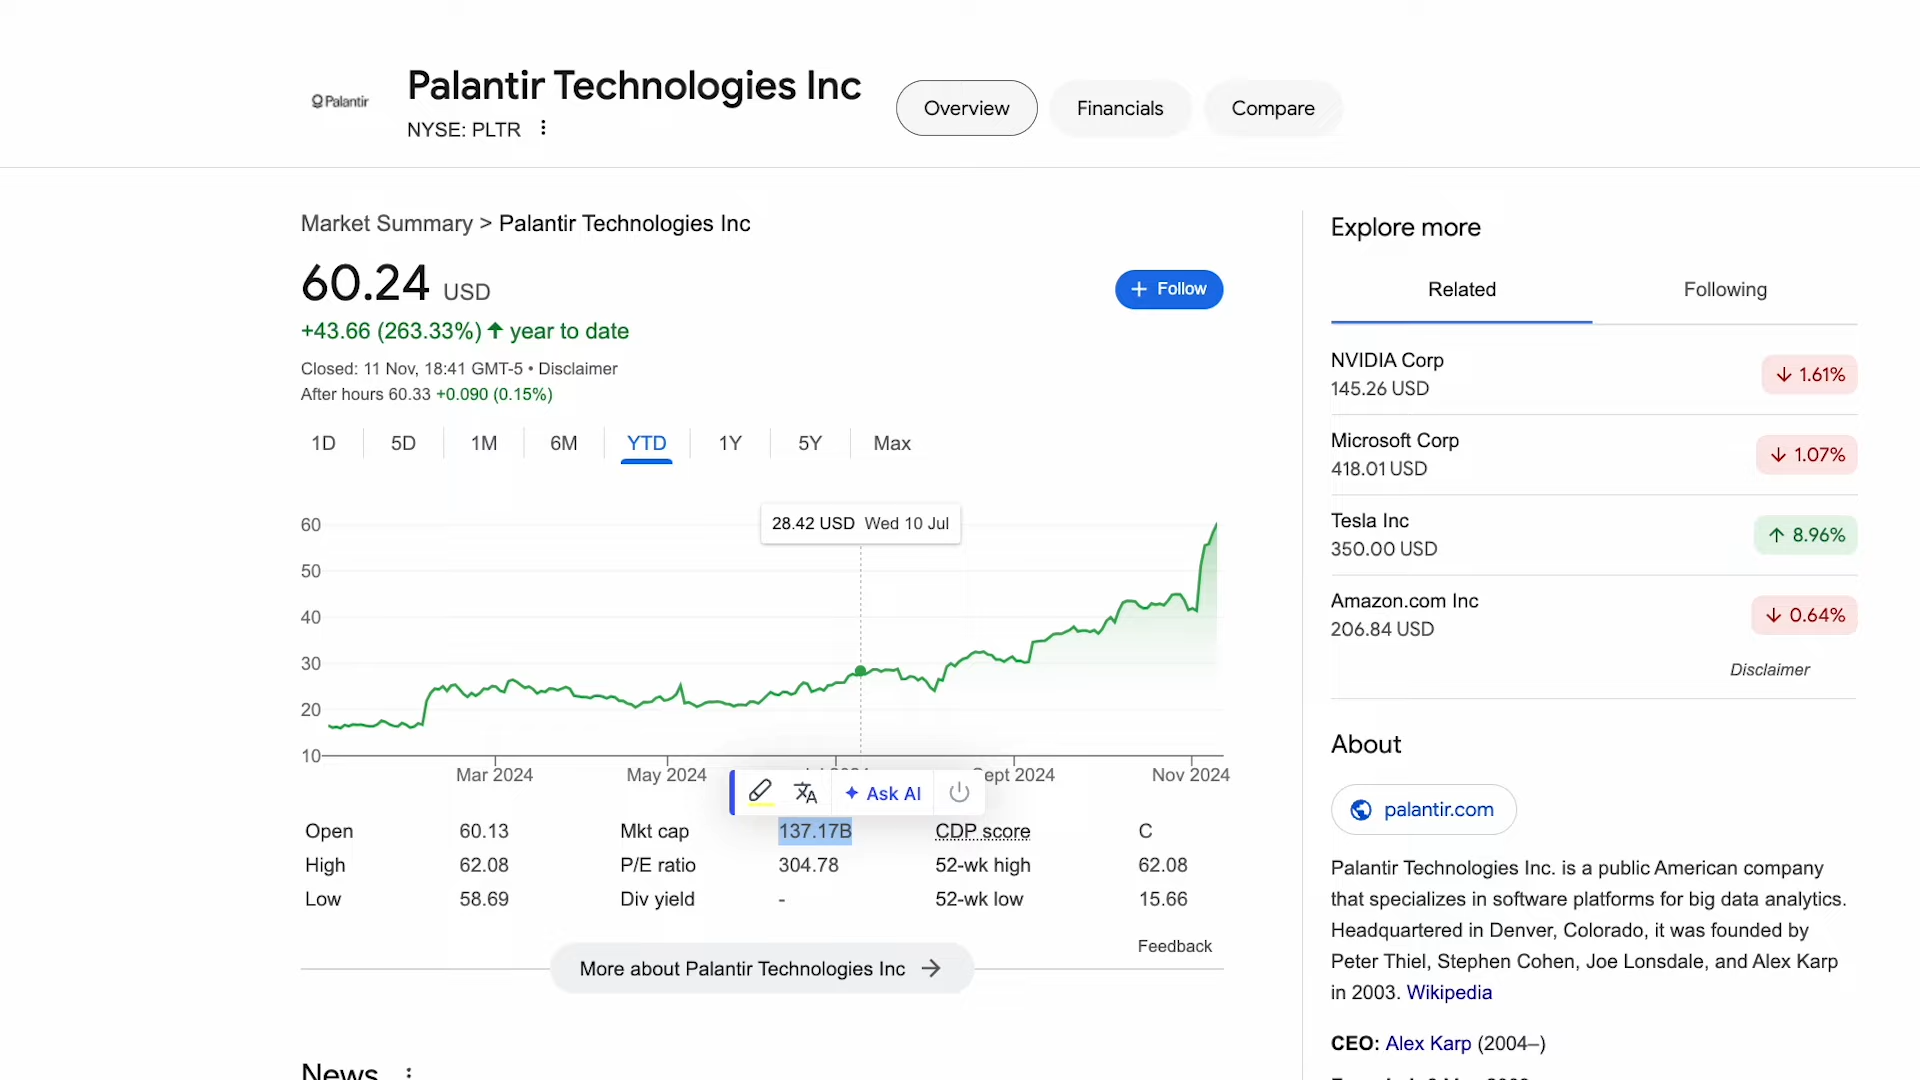 Palantir
Palantir Technologies Inc
NYSE: PLTR
Overview
Financials
Compare
Market Summary > Palantir Technologies Inc
60.24 USD
+ Follow
+43.66 (263.33%) ↑ year to date
Closed: 11 Nov, 18:41 GMT-5 • Disclaimer
After hours 60.33 +0.090 (0.15%)
1D 5D 1M 6M YTD 1Y 5Y Max
28.42 USD Wed 10 Jul
60
50
40
30
20
10
Mar 2024 May 2024 2024 ept 2024 Nov 2024
Ask AI
Open 60.13 Mkt cap 137.17B CDP score C
High 62.08 P/E ratio 304.78 52-wk high 62.08
Low 58.69 Div yield - 52-wk low 15.66
Feedback
More about Palantir Technologies Inc →
News
Explore more
Related Following
NVIDIA Corp
145.26 USD
↓ 1.61%
Microsoft Corp
418.01 USD
↓ 1.07%
Tesla Inc
350.00 USD
↑ 8.96%
Amazon.com Inc
206.84 USD
↓ 0.64%
Disclaimer
About
palantir.com
Palantir Technologies Inc. is a public American company
that specializes in software platforms for big data analytics.
Headquartered in Denver, Colorado, it was founded by
Peter Thiel, Stephen Cohen, Joe Lonsdale, and Alex Karp
in 2003. Wikipedia
CEO: Alex Karp (2004–)